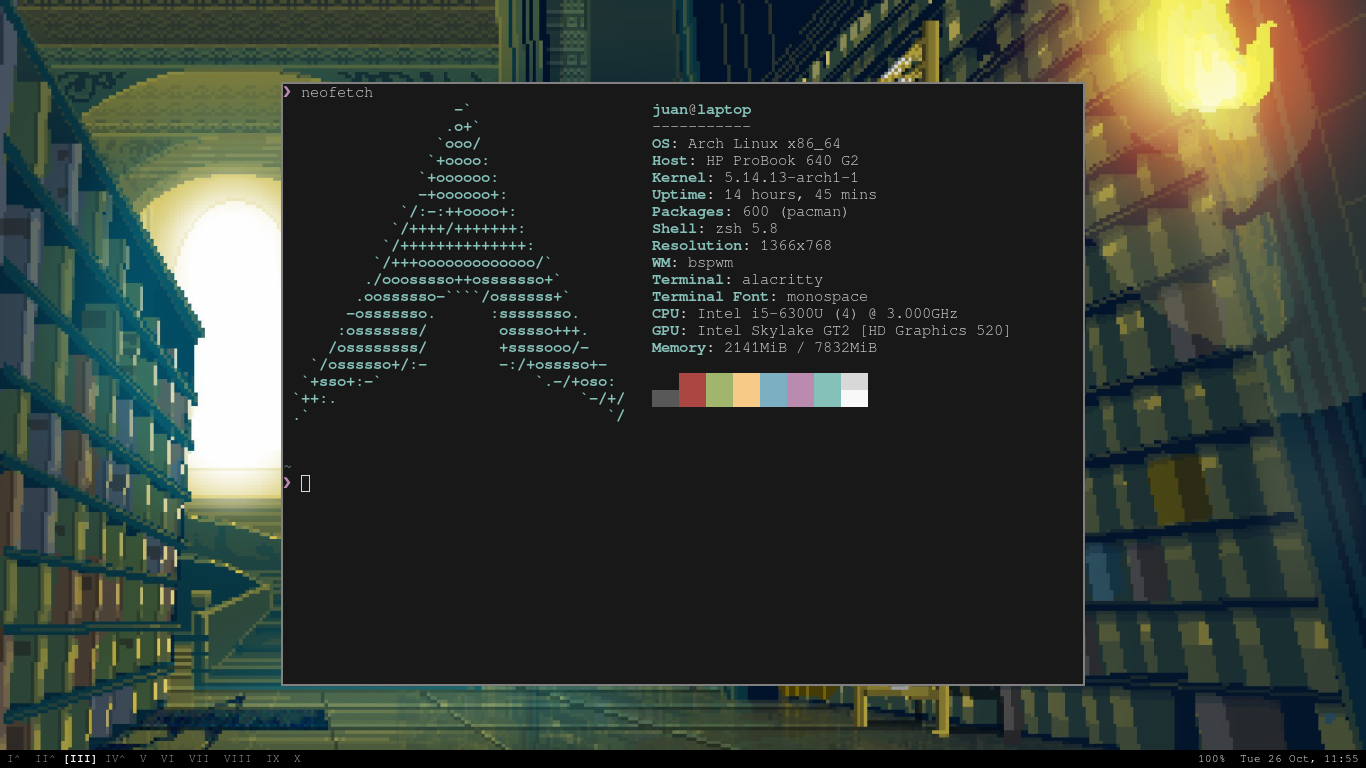 ❯ neofetch
                  -`
                 .o+`
                `ooo/
               `+oooo:
              `+oooooo:
              -+oooooo+:
            `/:-:++oooo+:
           `/++++/+++++++:
          `/++++++++++++++:
         `/+++ooooooooooooo/`
        ./ooosssso++osssssso+`
       .oossssso-````/ossssss+`
      -osssssso.      :ssssssso.
     :osssssss/        osssso+++.
    /ossssssss/        +ssssooo/-
  `/ossssso+/:-        -:/+osssso+-
 `+sso+:-`                 `.-/+oso:
`++:.                           `-/+/
.`                                 `/
juan@laptop
-----------
OS: Arch Linux x86_64
Host: HP ProBook 640 G2
Kernel: 5.14.13-arch1-1
Uptime: 14 hours, 45 mins
Packages: 600 (pacman)
Shell: zsh 5.8
Resolution: 1366x768
WM: bspwm
Terminal: alacritty
Terminal Font: monospace
CPU: Intel i5-6300U (4) @ 3.000GHz
GPU: Intel Skylake GT2 [HD Graphics 520]
Memory: 2141MiB / 7832MiB
~
❯
I^ II^ [III] IV^ V VI VII VIII IX X
100% Tue 26 Oct, 11:55